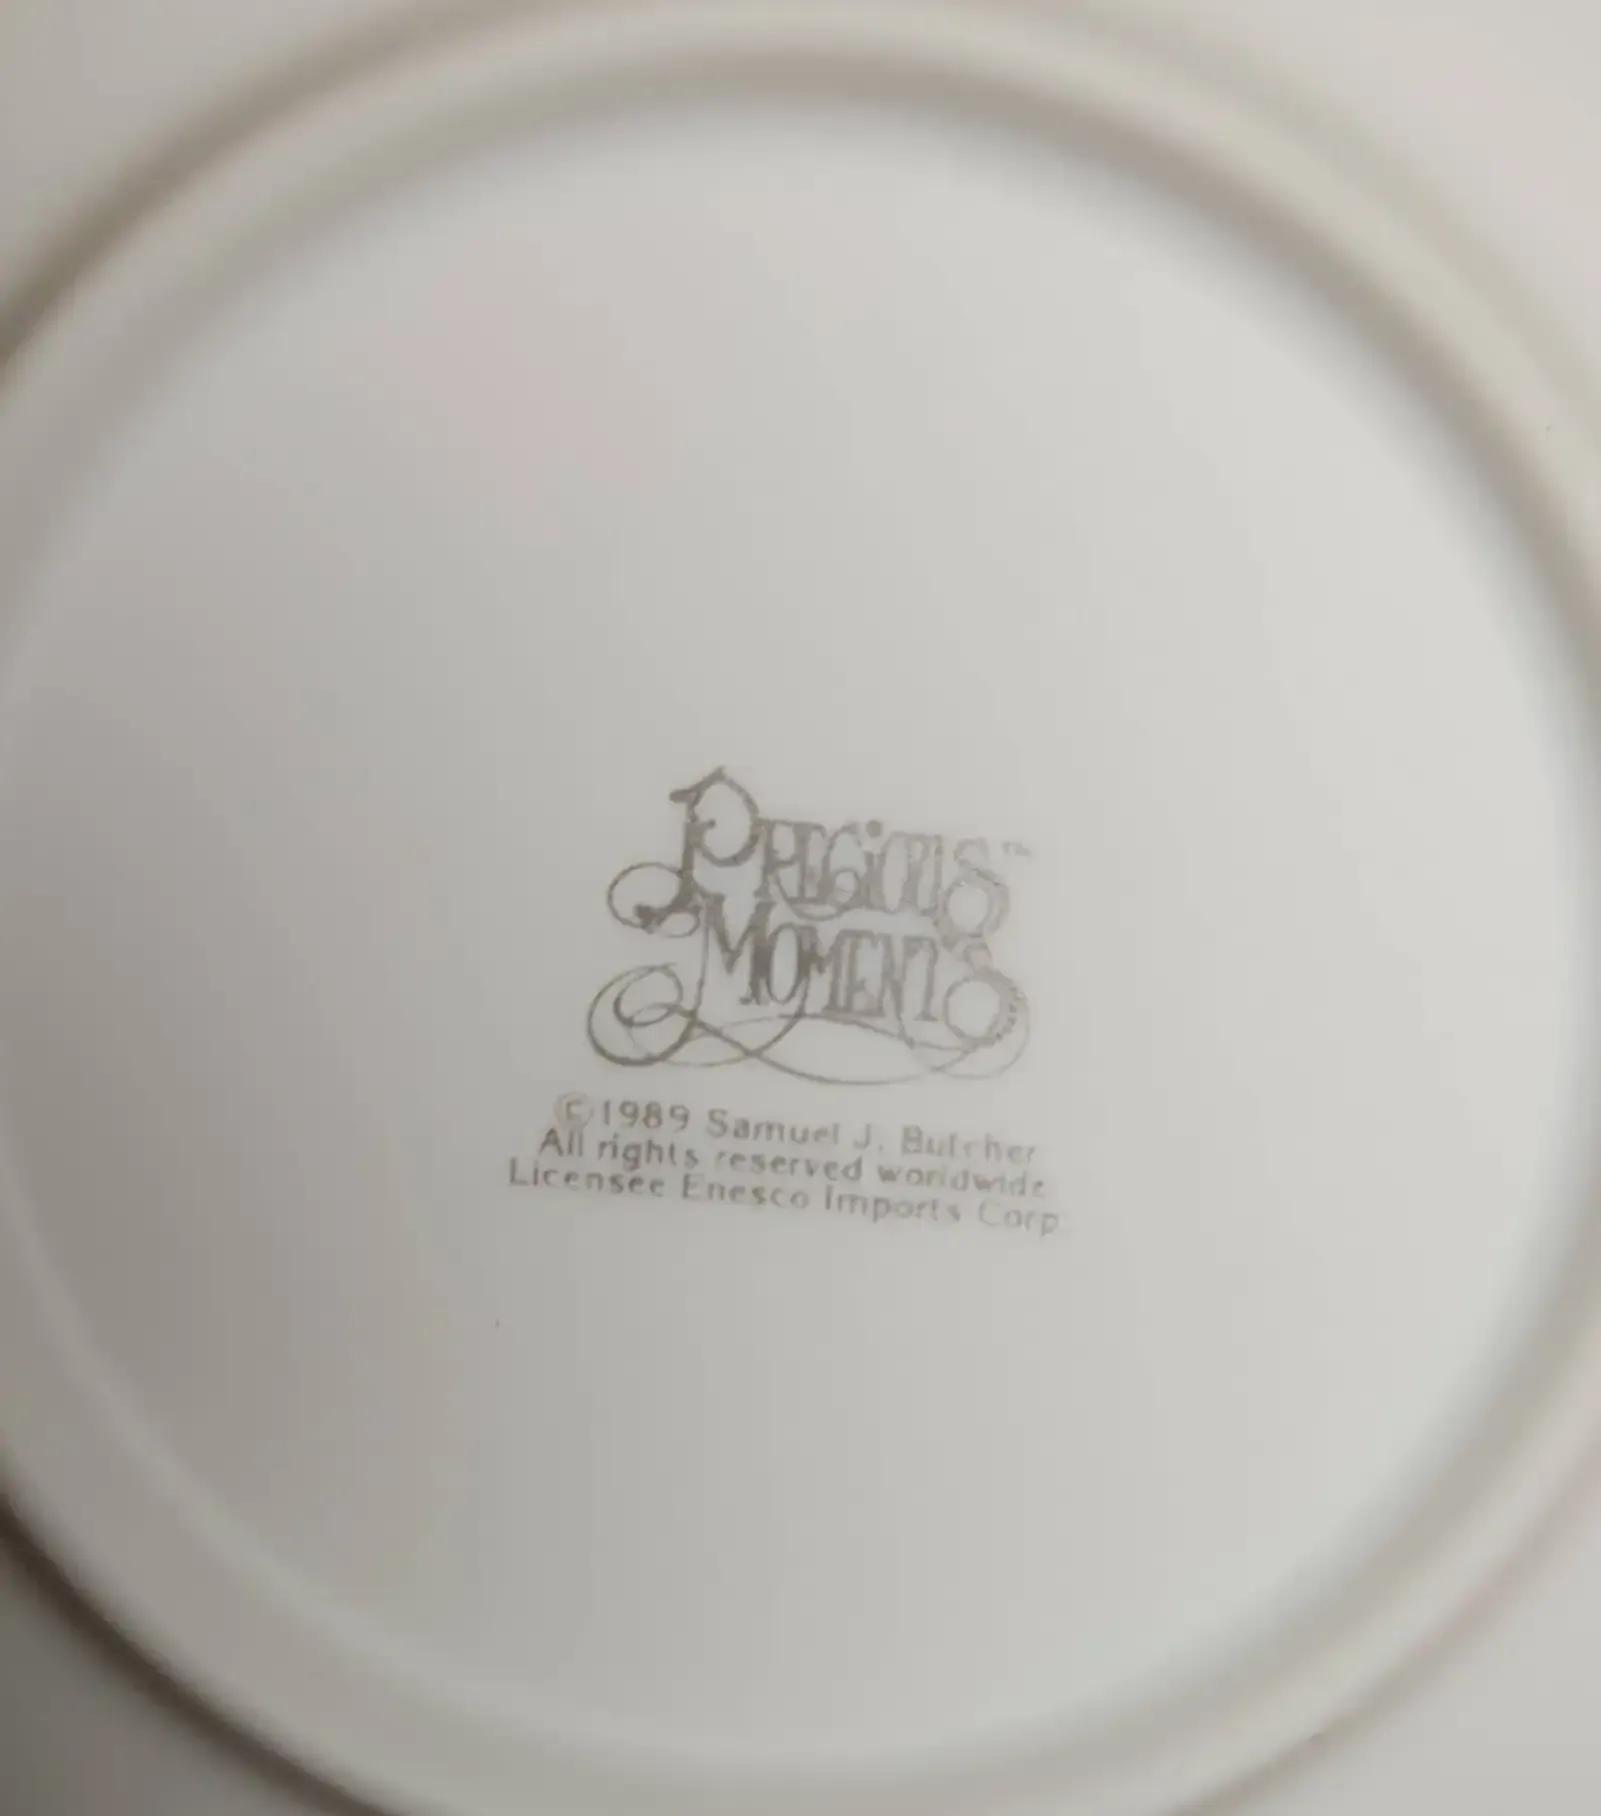 PRECIOUS™
MOMENTS
©1989 Samuel J. Butcher
All rights reserved worldwide
Licensee Enesco Imports Corp.